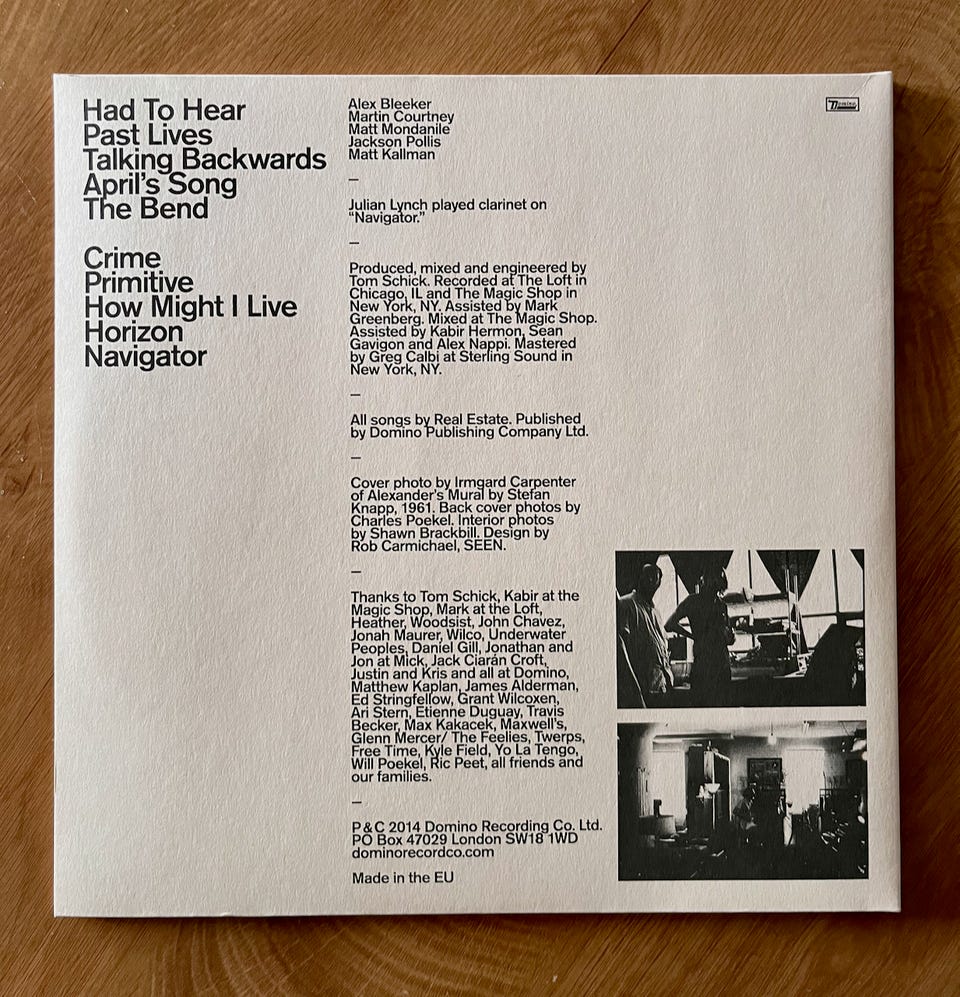 Had To Hear
Past Lives
Talking Backwards
April's Song
The Bend
Crime
Primitive
How Might I Live
Horizon
Navigator
Alex Bleeker
Martin Courtney
Matt Mondanile
Jackson Pollis
Matt Kallman
—
Julian Lynch played clarinet on
“Navigator.”
—
Produced, mixed and engineered by
Tom Schick. Recorded at The Loft in
Chicago, IL and The Magic Shop in
New York, NY. Assisted by Mark
Greenberg. Mixed at The Magic Shop.
Assisted by Kabir Hermon, Sean
Gavigon and Alex Nappi. Mastered
by Greg Calbi at Sterling Sound in
New York, NY.
—
All songs by Real Estate. Published
by Domino Publishing Company Ltd.
—
Cover photo by Irmgard Carpenter
of Alexander's Mural by Stefan
Knapp, 1961. Back cover photos by
Charles Poekel. Interior photos
by Shawn Brackbill. Design by
Rob Carmichael, SEEN.
—
Thanks to Tom Schick, Kabir at the
Magic Shop, Mark at the Loft,
Heather, Woodsist, John Chavez,
Jonah Maurer, Wilco, Underwater
Peoples, Daniel Gill, Jonathan and
Jon at Mick, Jack Ciarán Croft,
Justin and Kris and all at Domino,
Matthew Kaplan, James Alderman,
Ed Stringfellow, Grant Wilcoxen,
Ari Stern, Etienne Duguay, Travis
Becker, Max Kakacek, Maxwell's,
Glenn Mercer/ The Feelies, Twerps,
Free Time, Kyle Field, Yo La Tengo,
Will Poekel, Ric Peet, all friends and
our families.
—
P & C 2014 Domino Recording Co. Ltd.
PO Box 47029 London SW18 1WD
dominorecordco.com
Made in the EU
Domino